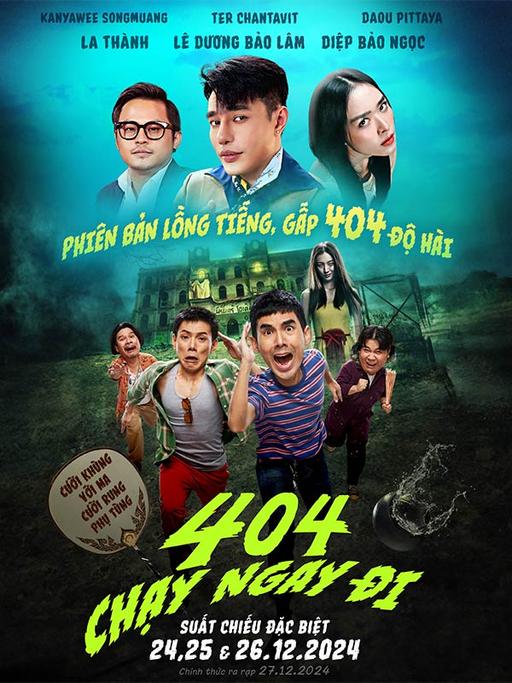 KANYAWEE SONGMUANG TER CHANTAVIT DAOU PITTAYA
LA THÀNH LÊ DƯƠNG BẢO LÂM DIỆP BẢO NGỌC
PHIÊN BẢN LỒNG TIẾNG, GẤP 404 ĐỘ HÀI
CƯỜI KHÙNG
VỚI MA
CƯỜI RUNG
PHỤ TÙNG
404
CHẠY NGAY ĐI
SUẤT CHIẾU ĐẶC BIỆT
24,25 & 26.12.2024
Chính thức ra rạp 27.12.2024